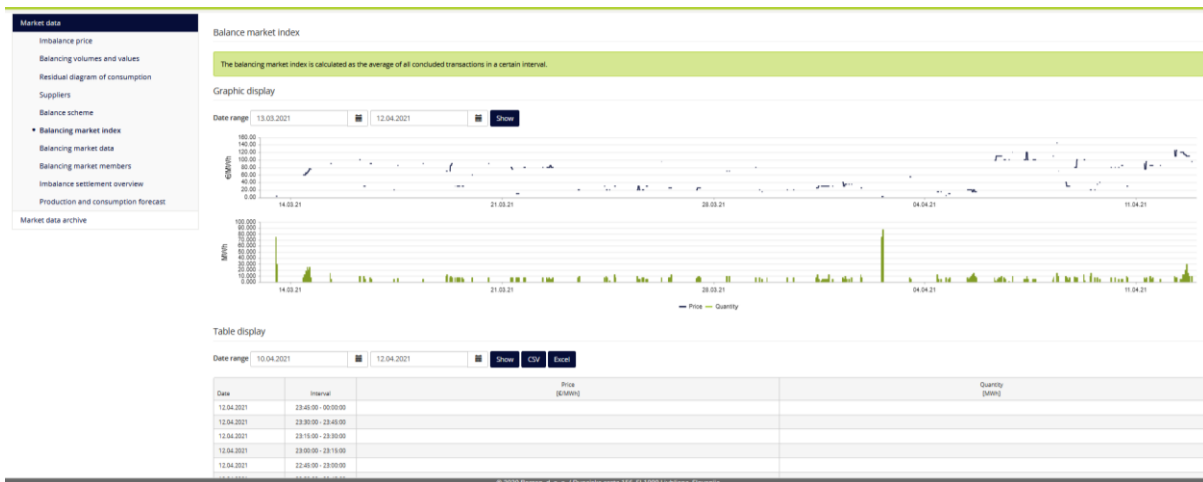 Market data
Imbalance price
Balancing volumes and values
Residual diagram of consumption
Suppliers
Balance scheme
Balancing market index
Balancing market data
Balancing market members
Imbalance settlement overview
Production and consumption forecast
Market data archive
Balance market index
The balancing market index is calculated as the average of all concluded transactions in a certain interval.
Graphic display
Date range 13.03.2021 12.04.2021 Show
€/MWh
160.00
140.00
120.00
100.00
80.00
60.00
40.00
20.00
0.00
14.03.21 21.03.21 28.03.21 04.04.21 11.04.21
MWh
100.000
90.000
80.000
70.000
60.000
50.000
40.000
30.000
20.000
10.000
0.000
14.03.21 21.03.21 28.03.21 04.04.21 11.04.21
Price Quantity
Table display
Date range 10.04.2021 12.04.2021 Show CSV Excel
Date Interval Price [€/MWh] Quantity [MWh]
12.04.2021 23:45:00 - 00:00:00
12.04.2021 23:30:00 - 23:45:00
12.04.2021 23:15:00 - 23:30:00
12.04.2021 23:00:00 - 23:15:00
12.04.2021 22:45:00 - 23:00:00